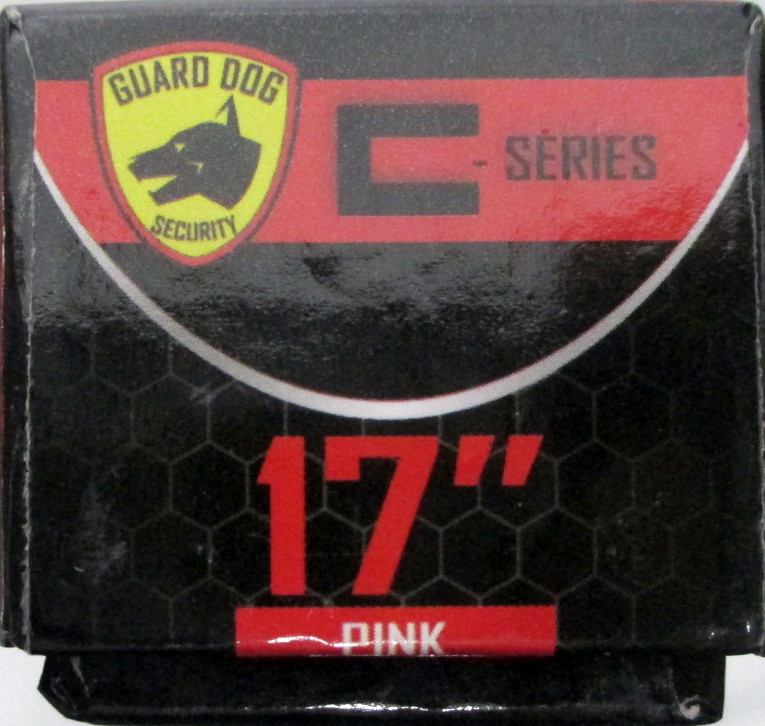 GUARD DOG
SECURITY
C-SERIES
17"
PINK